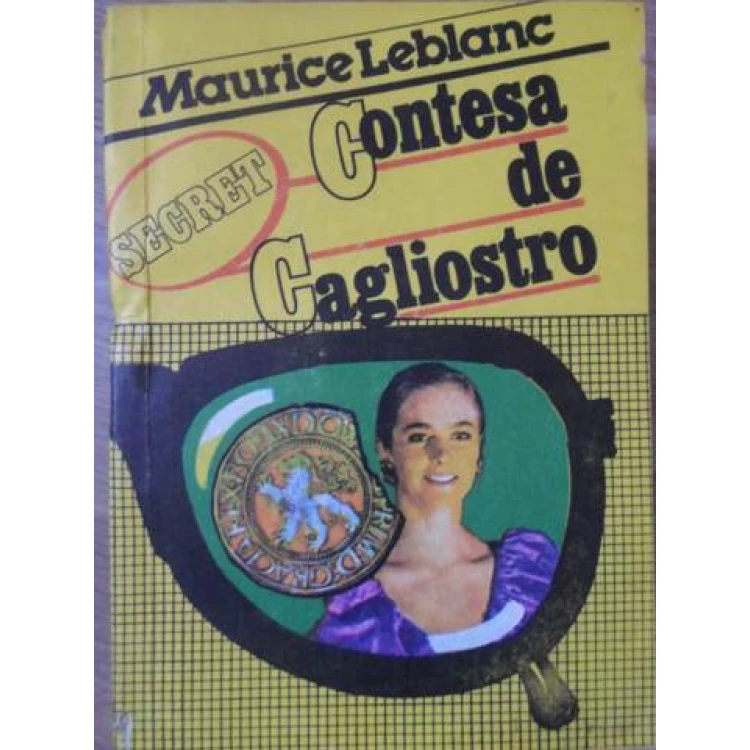 Maurice Leblanc
SECRET
Contesa
de
Cagliostro